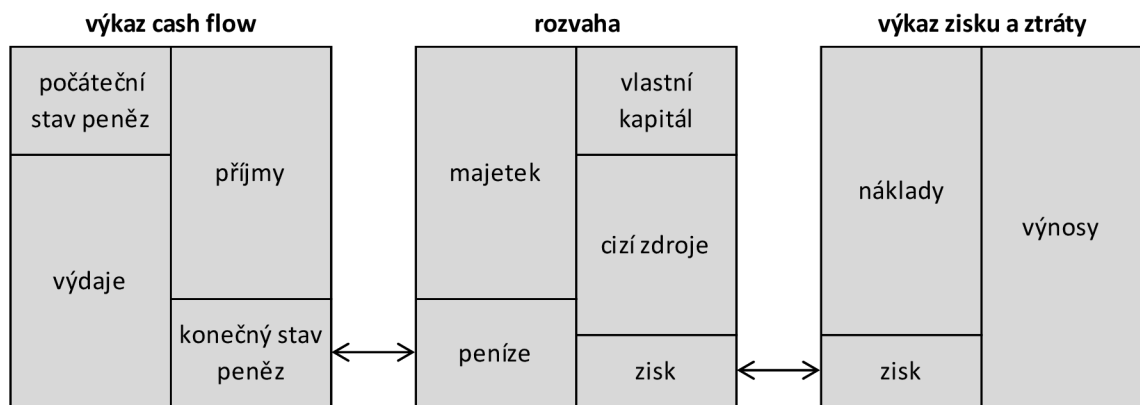 výkaz cash flow
počáteční
stav peněz
výdaje
příjmy
konečný stav
peněz
rozvaha
majetek
peníze
vlastní
kapitál
cizí zdroje
zisk
výkaz zisku a ztráty
náklady
zisk
výnosy